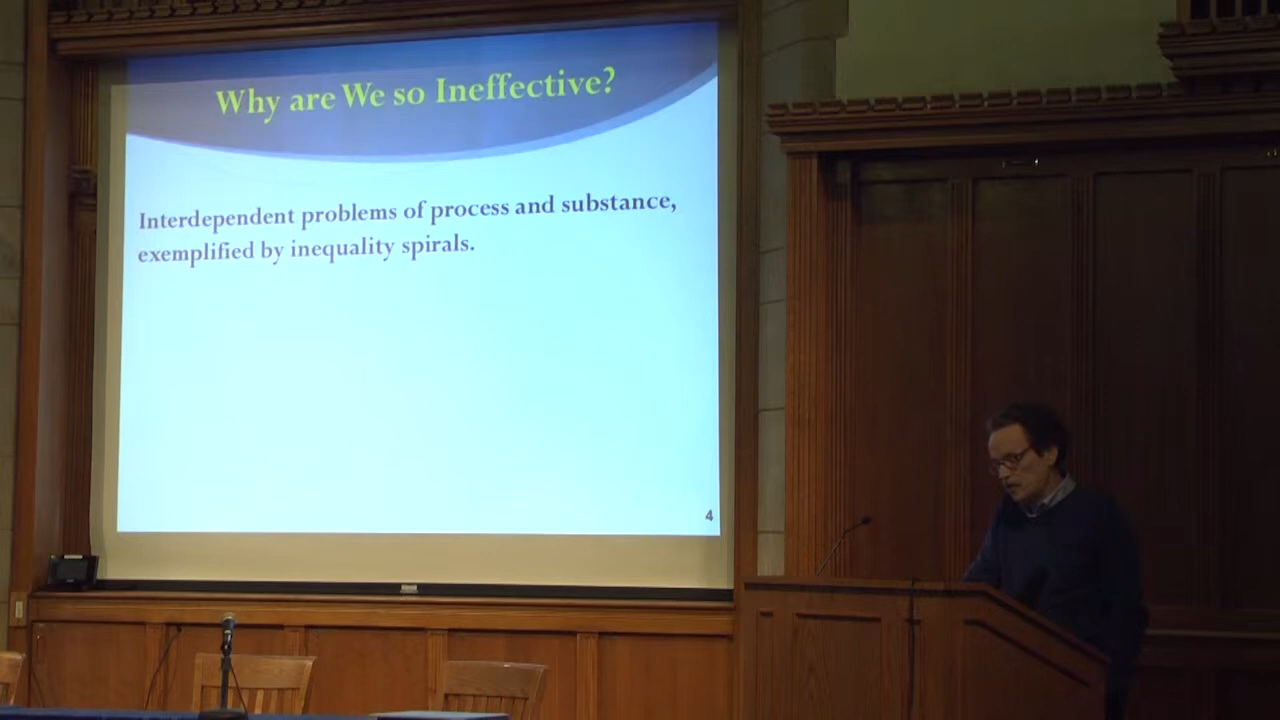 Why are We so Ineffective?
Interdependent problems of process and substance,
exemplified by inequality spirals.
4